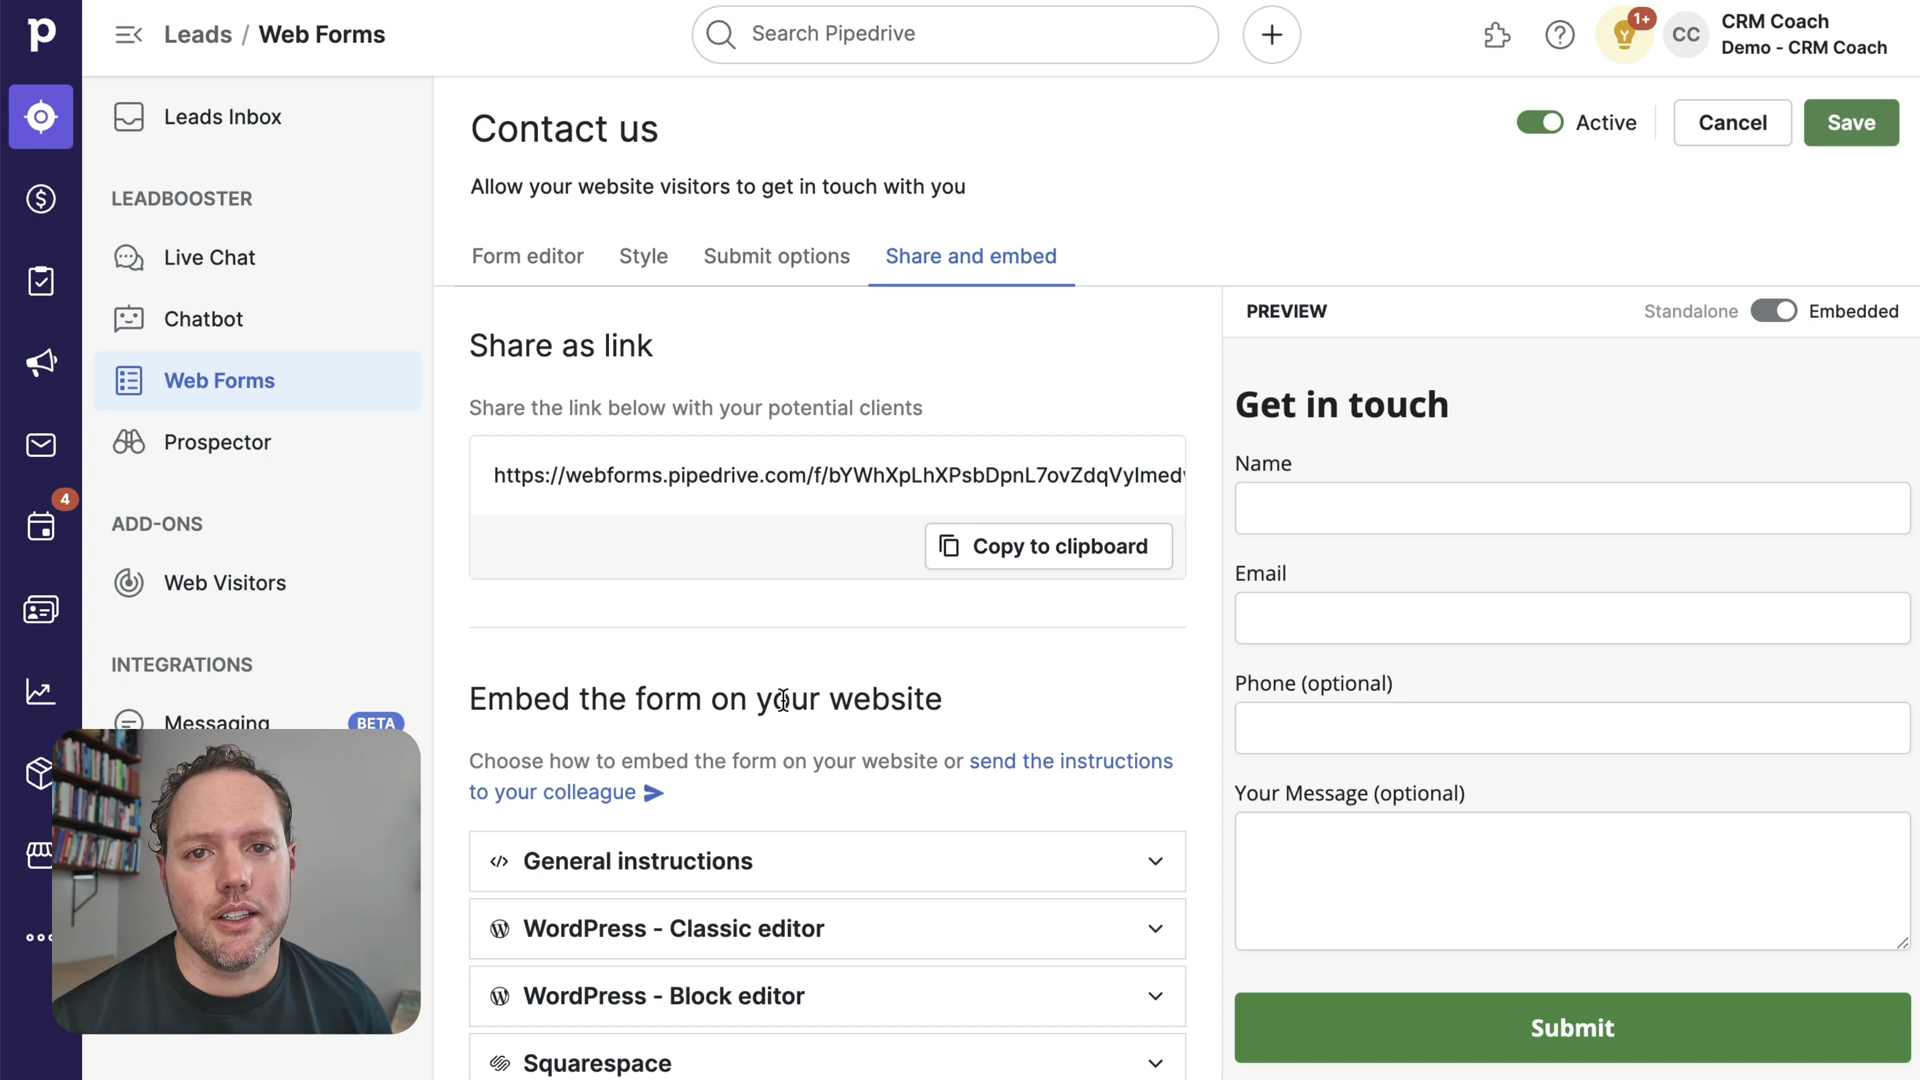 p
Leads / Web Forms
Search Pipedrive
1+
CC
CRM Coach
Demo - CRM Coach
Leads Inbox
LEADBOOSTER
Live Chat
Chatbot
Web Forms
Prospector
4
ADD-ONS
Web Visitors
INTEGRATIONS
Messaging
BETA
Contact us
Active
Cancel
Save
Allow your website visitors to get in touch with you
Form editor
Style
Submit options
Share and embed
Share as link
Share the link below with your potential clients
https://webforms.pipedrive.com/f/bYWhXpLhXPsbDpnL7ovZdqVyImed
Copy to clipboard
Embed the form on your website
Choose how to embed the form on your website or send the instructions
to your colleague
General instructions
WordPress - Classic editor
WordPress - Block editor
Squarespace
PREVIEW
Standalone
Embedded
Get in touch
Name
Email
Phone (optional)
Your Message (optional)
Submit